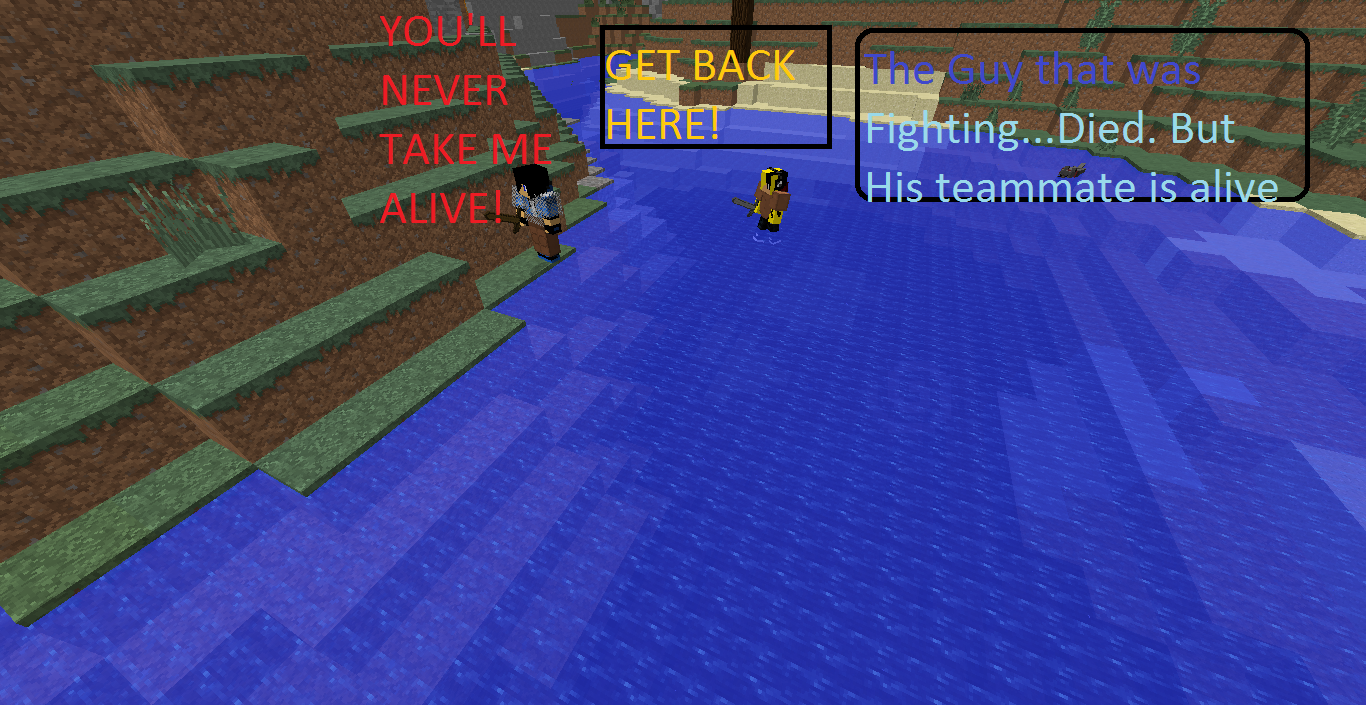 YOU'LL
NEVER
TAKE ME
ALIVE!
GET BACK
HERE!
The Guy that was
Fighting...Died. But
His teammate is alive